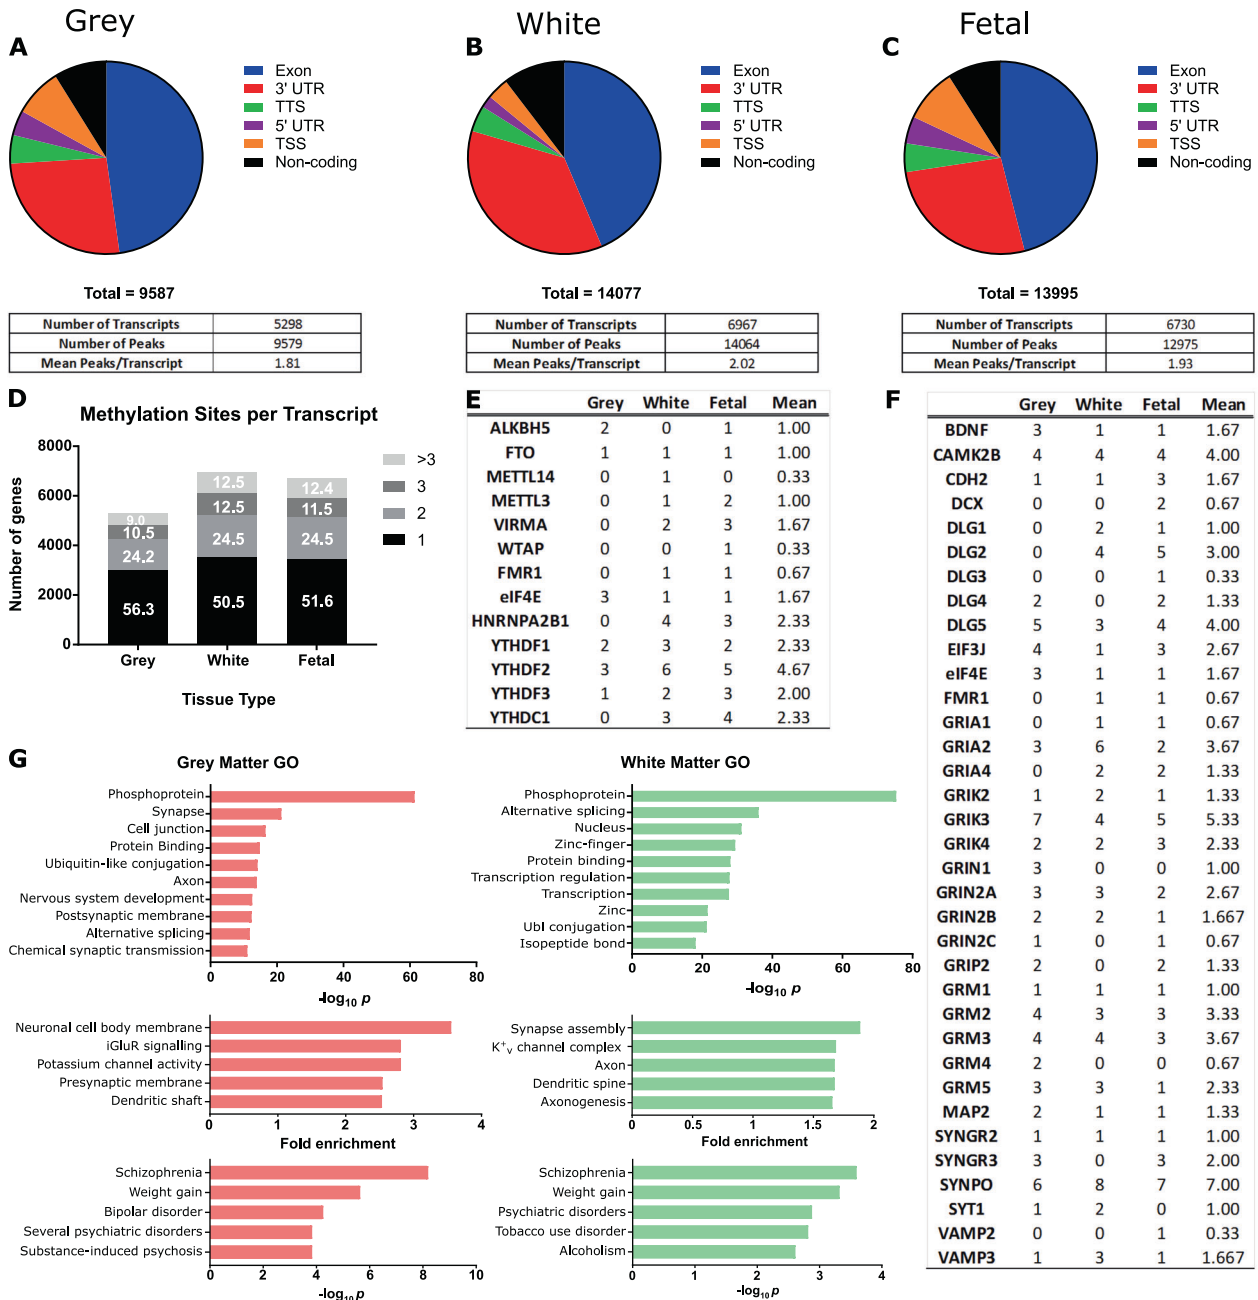 Grey
White
Fetal
A
Exon
3' UTR
TTS
5' UTR
TSS
Non-coding
Total = 9587
Number of Transcripts 5298
Number of Peaks 9579
Mean Peaks/Transcript 1.81
B
Exon
3' UTR
TTS
5' UTR
TSS
Non-coding
Total = 14077
Number of Transcripts 6967
Number of Peaks 14064
Mean Peaks/Transcript 2.02
C
Exon
3' UTR
TTS
5' UTR
TSS
Non-coding
Total = 13995
Number of Transcripts 6730
Number of Peaks 12975
Mean Peaks/Transcript 1.93
D
Methylation Sites per Transcript
Number of genes
8000
6000
4000
2000
0
9.0
10.5
24.2
56.3
12.5
12.5
24.5
50.5
12.4
11.5
24.5
51.6
>3
3
2
1
Grey White Fetal
Tissue Type
E
Grey White Fetal Mean
ALKBH5 2 0 1 1.00
FTO 1 1 1 1.00
METTL14 0 1 0 0.33
METTL3 0 1 2 1.00
VIRMA 0 2 3 1.67
WTAP 0 0 1 0.33
FMR1 0 1 1 0.67
eIF4E 3 1 1 1.67
HNRNPA2B1 0 4 3 2.33
YTHDF1 2 3 2 2.33
YTHDF2 3 6 5 4.67
YTHDF3 1 2 3 2.00
YTHDC1 0 3 4 2.33
F
Grey White Fetal Mean
BDNF 3 1 1 1.67
CAMK2B 4 4 4 4.00
CDH2 1 1 3 1.67
DCX 0 0 2 0.67
DLG1 0 2 1 1.00
DLG2 0 4 5 3.00
DLG3 0 0 1 0.33
DLG4 2 0 2 1.33
DLG5 5 3 4 4.00
EIF3J 4 1 3 2.67
eIF4E 3 1 1 1.67
FMR1 0 1 1 0.67
GRIA1 0 1 1 0.67
GRIA2 3 6 2 3.67
GRIA4 0 2 2 1.33
GRIK2 1 2 1 1.33
GRIK3 7 4 5 5.33
GRIK4 2 2 3 2.33
GRIN1 3 0 0 1.00
GRIN2A 3 3 2 2.67
GRIN2B 2 2 1 1.667
GRIN2C 1 0 1 0.67
GRIP2 2 0 2 1.33
GRM1 1 1 1 1.00
GRM2 4 3 3 3.33
GRM3 4 4 3 3.67
GRM4 2 0 0 0.67
GRM5 3 3 1 2.33
MAP2 2 1 1 1.33
SYNGR2 1 1 1 1.00
SYNGR3 3 0 3 2.00
SYNPO 6 8 7 7.00
SYT1 1 2 0 1.00
VAMP2 0 0 1 0.33
VAMP3 1 3 1 1.667
G
Grey Matter GO
Phosphoprotein
Synapse
Cell junction
Protein Binding
Ubiquitin-like conjugation
Axon
Nervous system development
Postsynaptic membrane
Alternative splicing
Chemical synaptic transmission
0 20 40 60 80
-log10 p
Neuronal cell body membrane
iGluR signalling
Potassium channel activity
Presynaptic membrane
Dendritic shaft
0 1 2 3 4
Fold enrichment
Schizophrenia
Weight gain
Bipolar disorder
Several psychiatric disorders
Substance-induced psychosis
0 2 4 6 8 10
-log10 p
White Matter GO
Phosphoprotein
Alternative splicing
Nucleus
Zinc-finger
Protein binding
Transcription regulation
Transcription
Zinc
Ubl conjugation
Isopeptide bond
0 20 40 60 80
-log10 p
Synapse assembly
K+v channel complex
Axon
Dendritic spine
Axonogenesis
0 0.5 1 1.5 2
Fold enrichment
Schizophrenia
Weight gain
Psychiatric disorders
Tobacco use disorder
Alcoholism
0 1 2 3 4
-log10 p